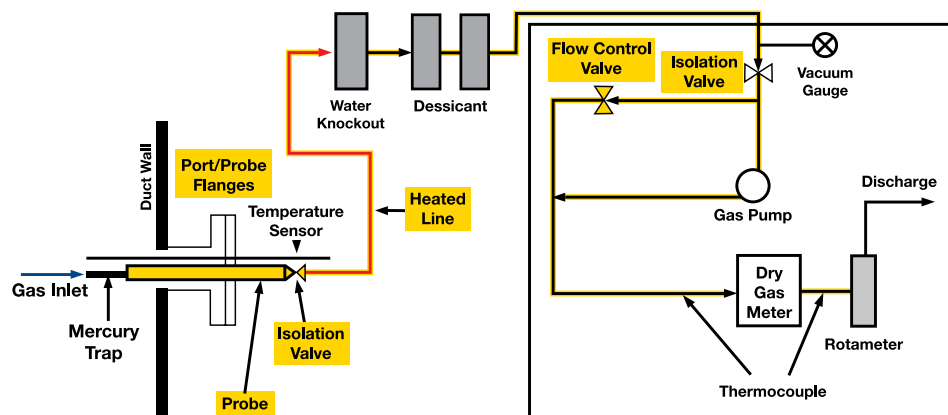 Flow Control
Valve
Isolation
Valve
Vacuum
Gauge
Water
Knockout
Dessicant
Duct Wall
Port/Probe
Flanges
Temperature
Sensor
Heated
Line
Gas Pump
Discharge
Gas Inlet
Mercury
Trap
Isolation
Valve
Probe
Dry
Gas
Meter
Rotameter
Thermocouple